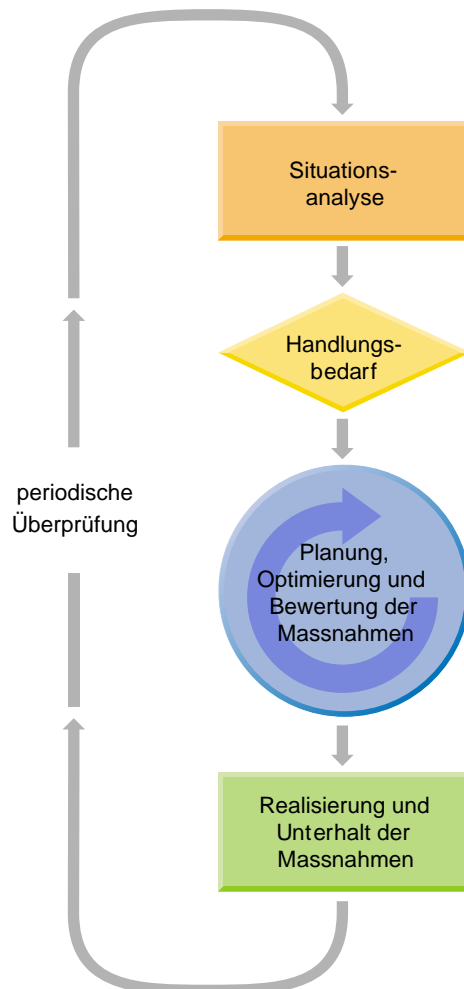 Situations-
analyse
Handlungs-
bedarf
periodische
Überprüfung
Planung,
Optimierung und
Bewertung der
Massnahmen
Realisierung und
Unterhalt der
Massnahmen